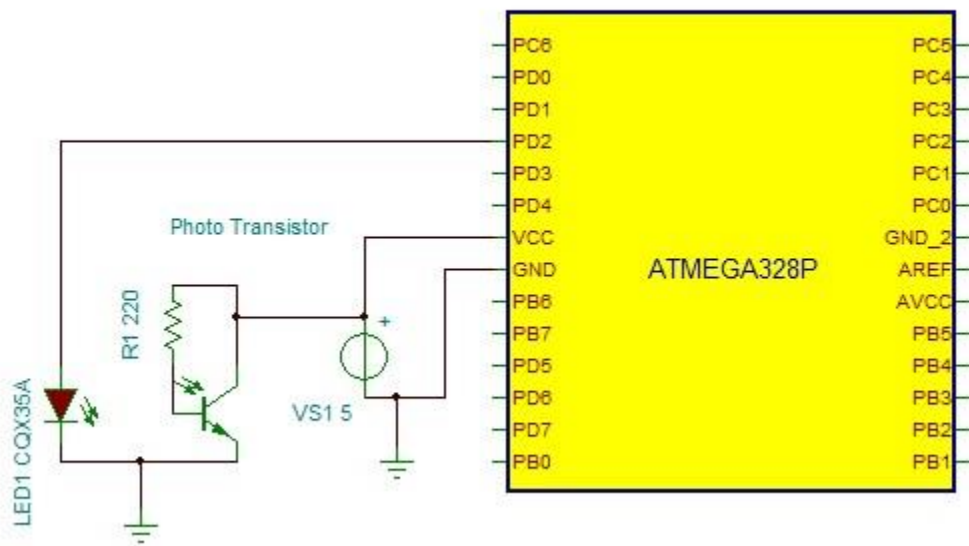 PC6 PC5
PD0 PC4
PD1 PC3
PD2 PC2
PD3 PC1
PD4 PC0
Photo Transistor
VCC GND_2
GND ATMEGA328P AREF
PB6 AVCC
R1 220
+
PB7 PB5
PD5 PB4
VS1 5
PD6 PB3
PD7 PB2
LED1 CQX35A
PB0 PB1